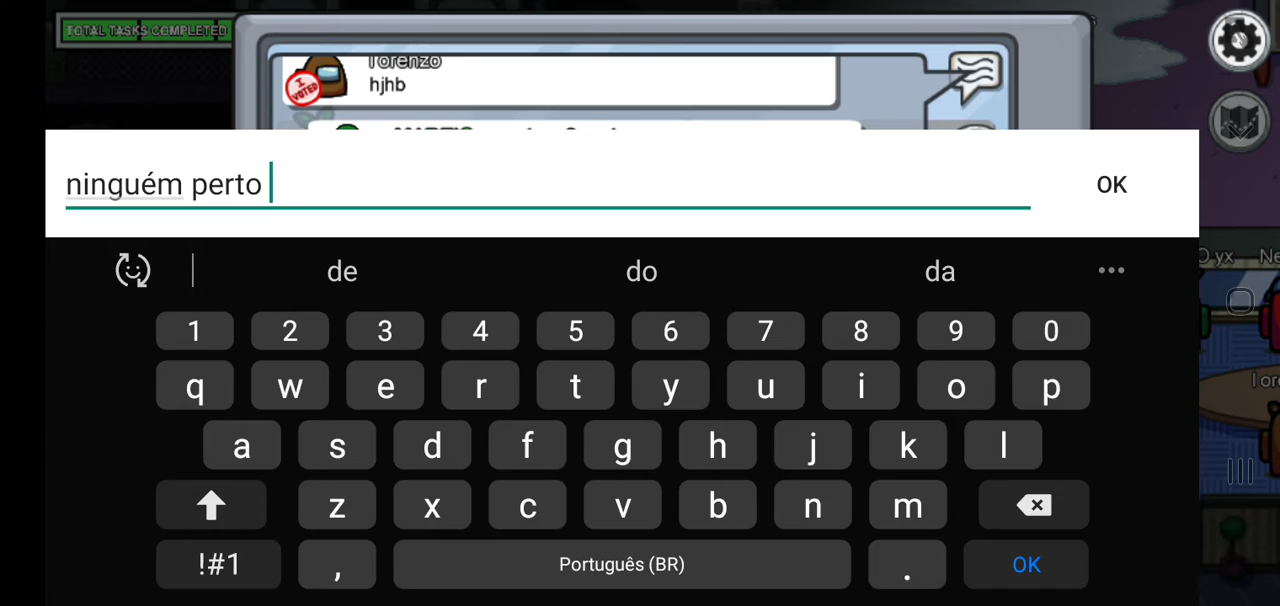 TOTAL TASKS COMPLETED
lorenzo
I VOTED
hjhb
ninguém perto
OK
de do da
1 2 3 4 5 6 7 8 9 0
q w e r t y u i o p
a s d f g h j k l
z x c v b n m
!#1 , Português (BR) . OK